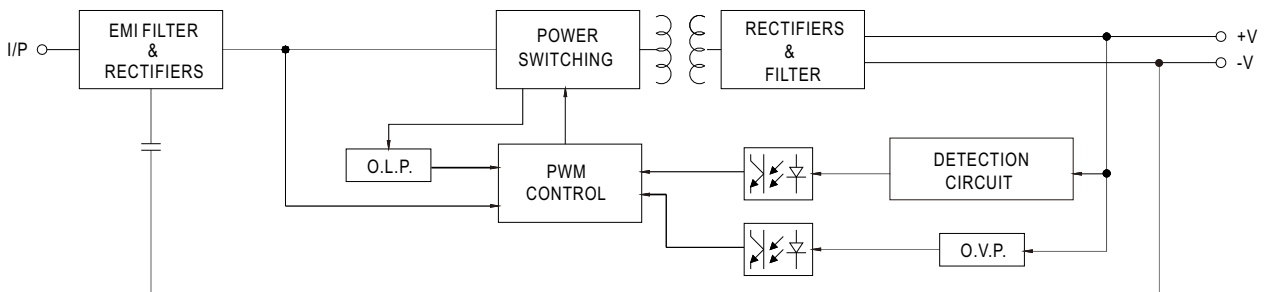 I/P
EMI FILTER
&
RECTIFIERS
POWER
SWITCHING
RECTIFIERS
&
FILTER
+V
-V
O.L.P.
PWM
CONTROL
DETECTION
CIRCUIT
O.V.P.